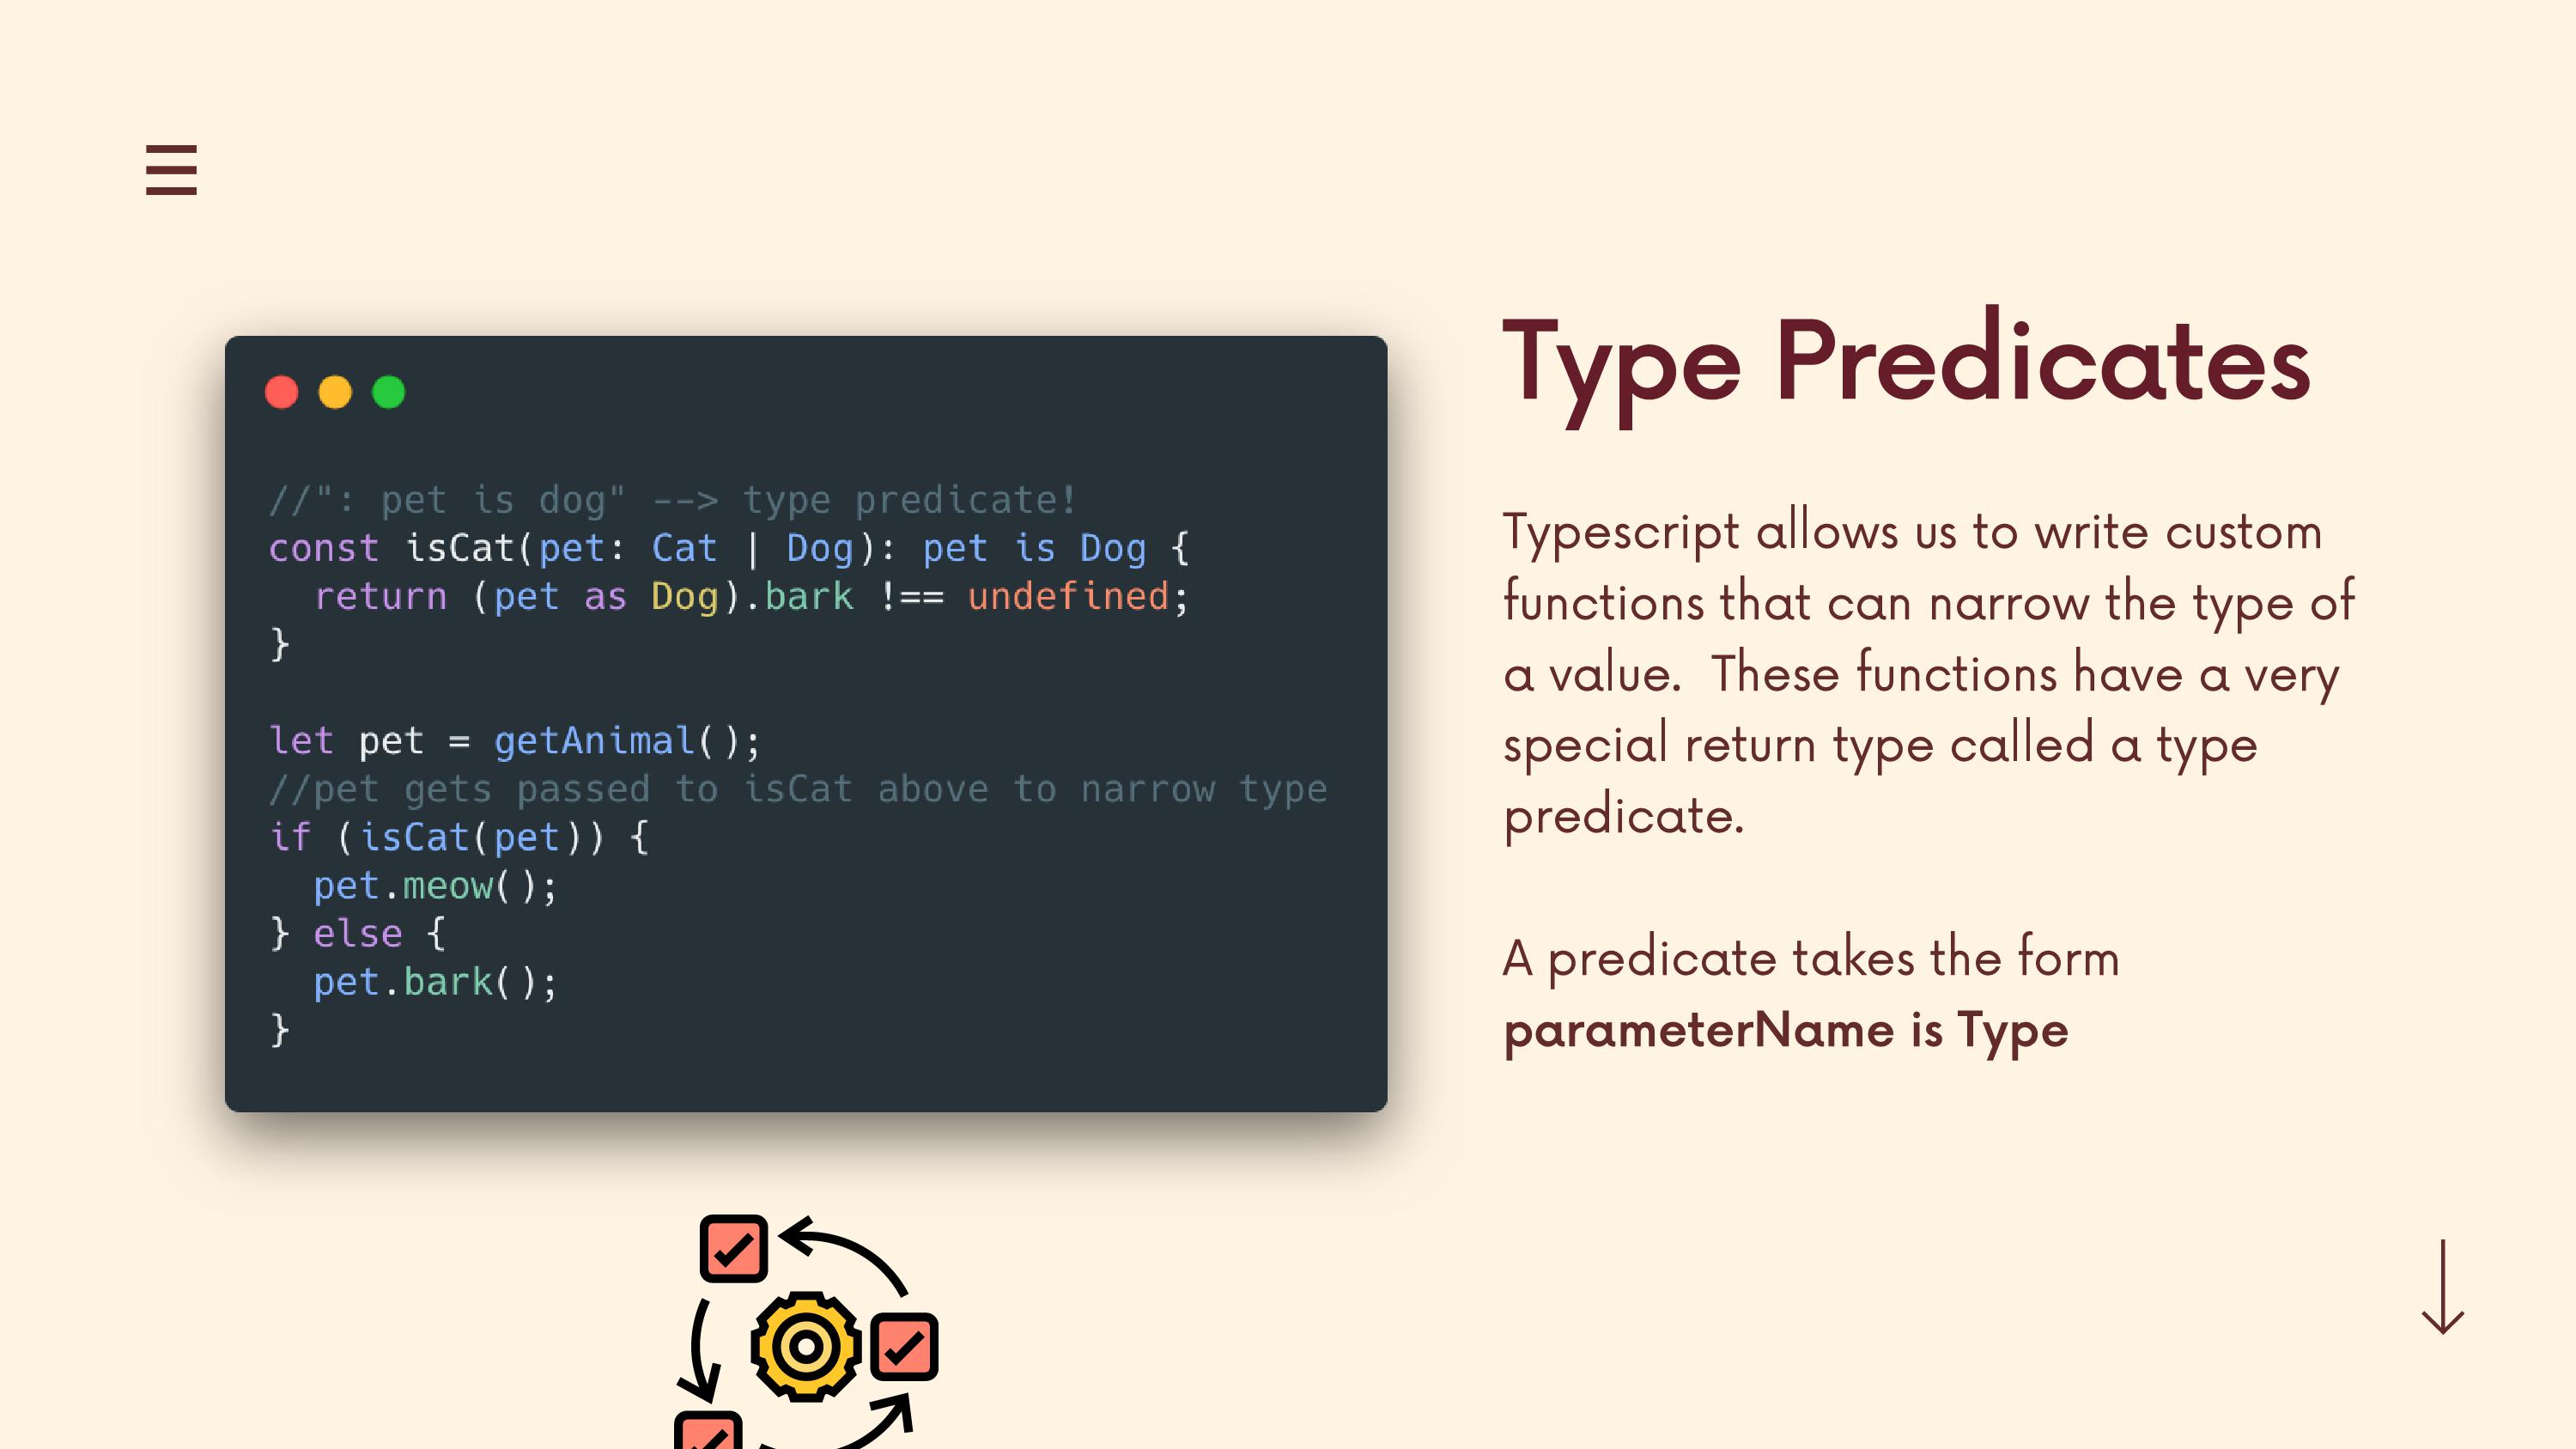 //": pet is dog" --> type predicate!
const isCat(pet: Cat | Dog): pet is Dog {
  return (pet as Dog).bark !== undefined;
}

let pet = getAnimal();
//pet gets passed to isCat above to narrow type
if (isCat(pet)) {
  pet.meow();
} else {
  pet.bark();
}
Type Predicates
Typescript allows us to write custom
functions that can narrow the type of
a value.  These functions have a very
special return type called a type
predicate.
A predicate takes the form
parameterName is Type